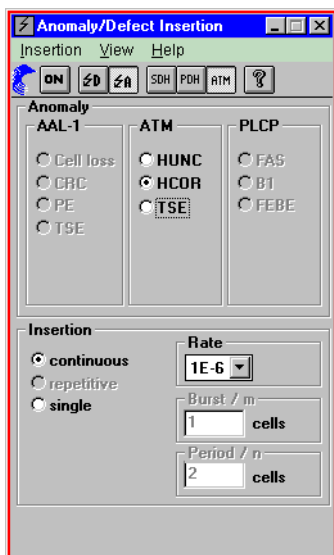 Anomaly/Defect Insertion
Insertion View Help
ON D A SDH PDH ATM ?
Anomaly
AAL-1 ATM PLCP
Cell loss HUNC FAS
CRC HCOR B1
PE TSE FEBE
TSE
Insertion
continuous
repetitive
single
Rate
1E-6
Burst / m
1 cells
Period / n
2 cells